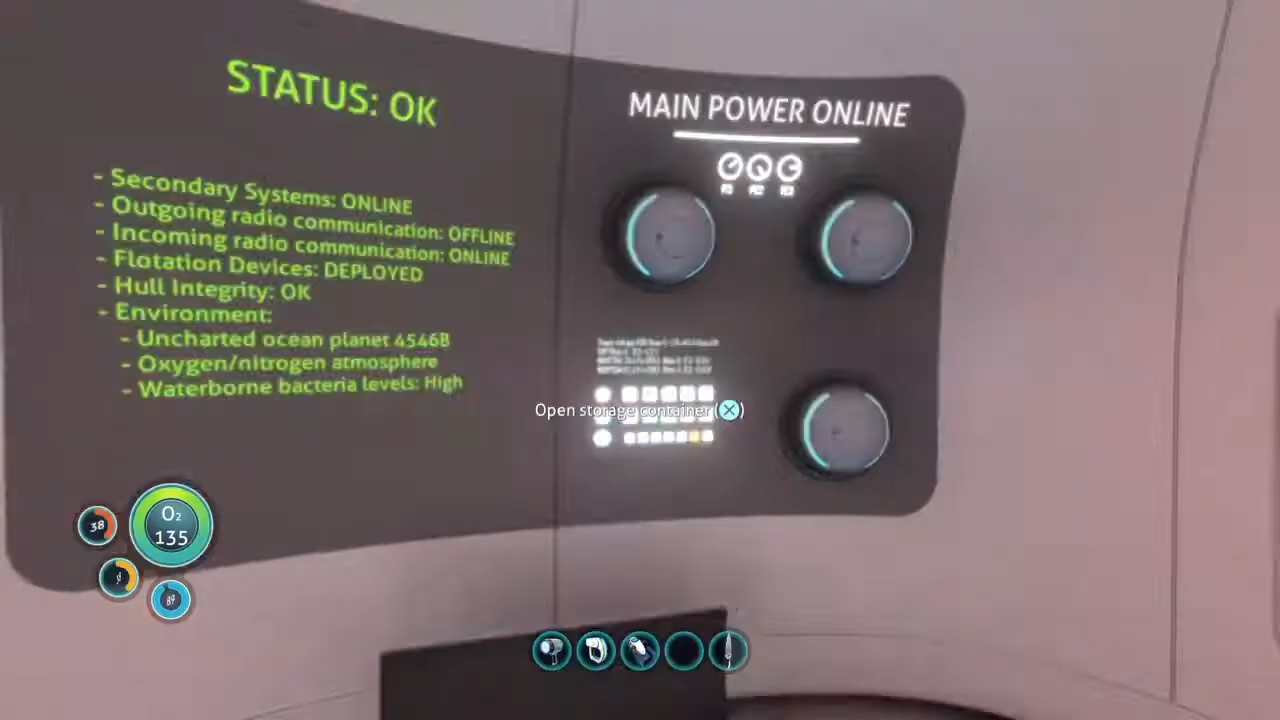 STATUS: OK
- Secondary Systems: ONLINE
- Outgoing radio communication: OFFLINE
- Incoming radio communication: ONLINE
- Flotation Devices: DEPLOYED
- Hull Integrity: OK
- Environment:
- Uncharted ocean planet 4546B
- Oxygen/nitrogen atmosphere
- Waterborne bacteria levels: High
MAIN POWER ONLINE
Open storage container (X)
38
O₂
135
89